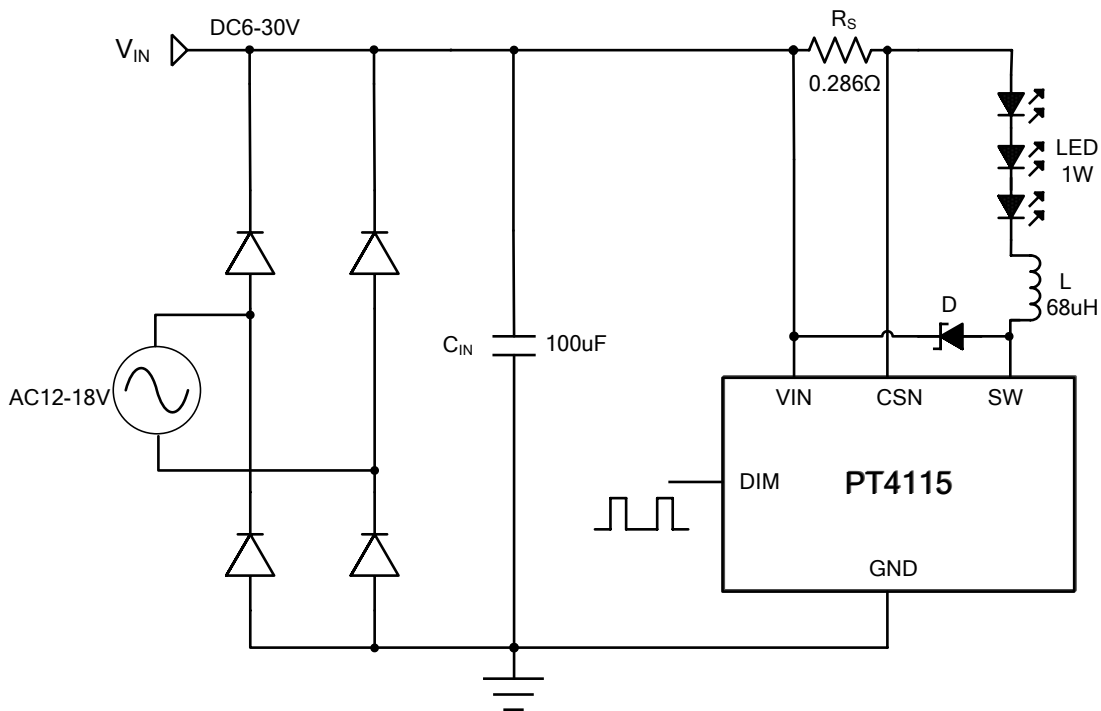 DC6-30V
VIN
RS
0.286Ω
LED
1W
L
68uH
D
CIN
100uF
AC12-18V
VIN
CSN
SW
DIM
PT4115
GND